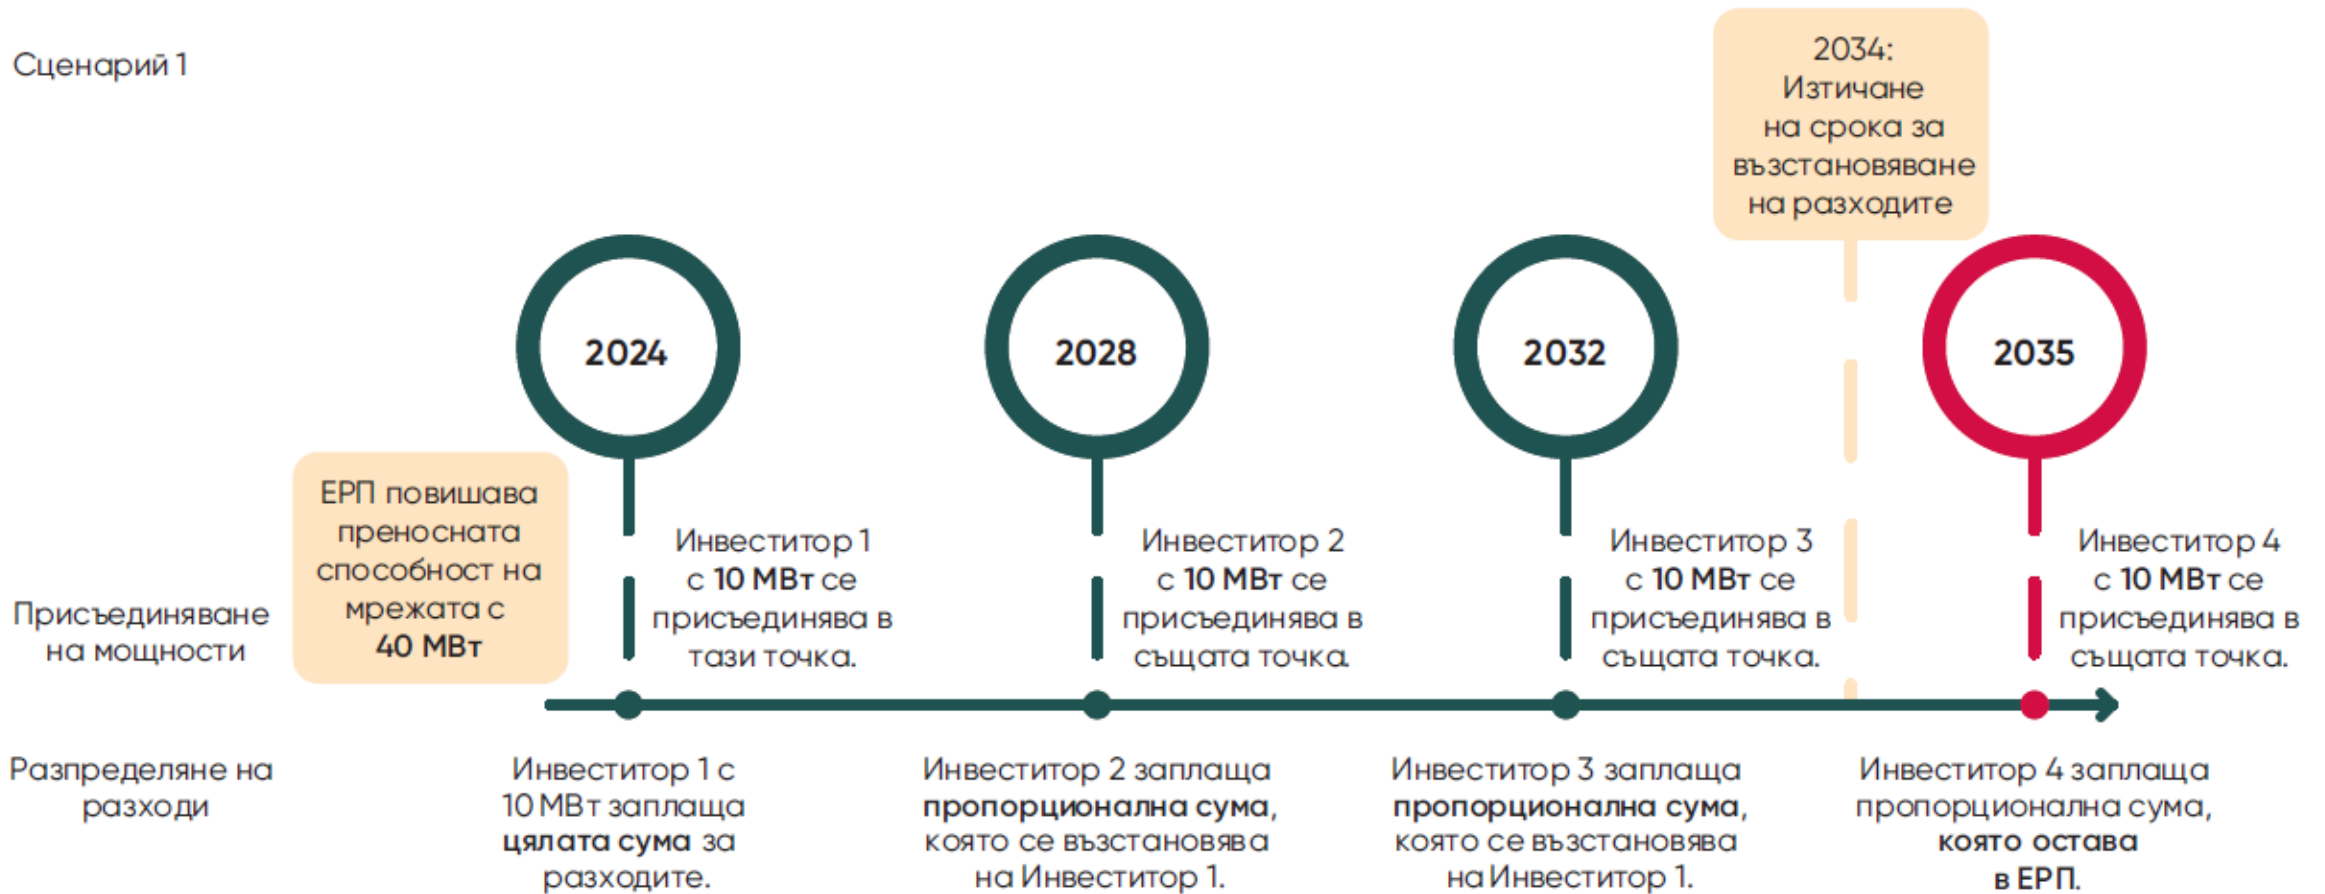 Сценарий 1
2034:
Изтичане
на срока за
възстановяване
на разходите
2024
2028
2032
2035
ЕРП повишава
преносната
способност на
мрежата с
40 МВт
Присъединяване
на мощности
Инвеститор 1
с 10 МВт се
присъединява в
тази точка.
Инвеститор 2
с 10 МВт се
присъединява в
същата точка.
Инвеститор 3
с 10 МВт се
присъединява в
същата точка.
Инвеститор 4
с 10 МВт се
присъединява в
същата точка.
Разпределяне на
разходи
Инвеститор 1 с
10 МВт заплаща
цялата сума за
разходите.
Инвеститор 2 заплаща
пропорционална сума,
която се възстановява
на Инвеститор 1.
Инвеститор 3 заплаща
пропорционална сума,
която се възстановява
на Инвеститор 1.
Инвеститор 4 заплаща
пропорционална сума,
която остава
в ЕРП.